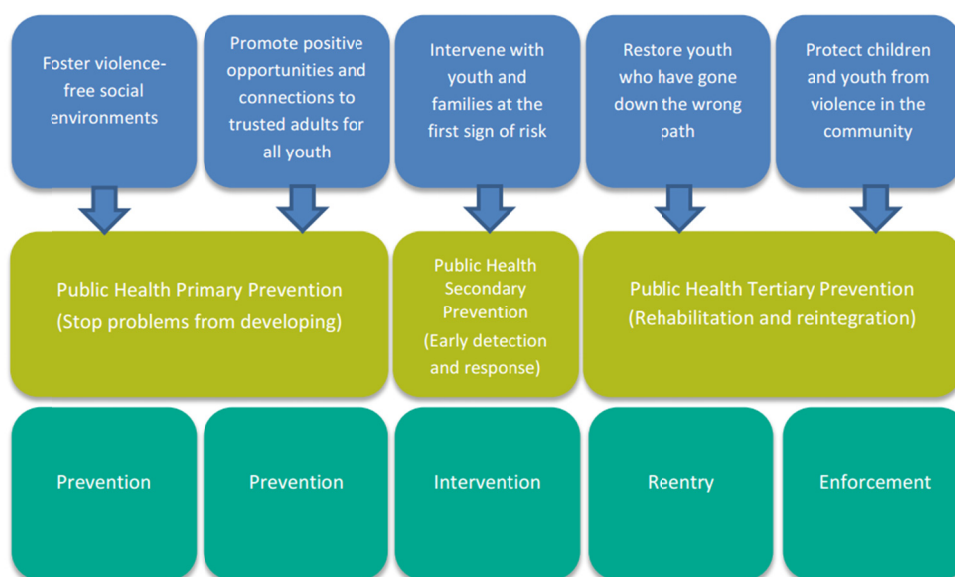 Foster violence-
free social
environments
Promote positive
opportunities and
connections to
trusted adults for
all youth
Intervene with
youth and
families at the
first sign of risk
Restore youth
who have gone
down the wrong
path
Protect children
and youth from
violence in the
community
Public Health Primary Prevention
(Stop problems from developing)
Public Health
Secondary
Prevention
(Early detection
and response)
Public Health Tertiary Prevention
(Rehabilitation and reintegration)
Prevention
Prevention
Intervention
Reentry
Enforcement